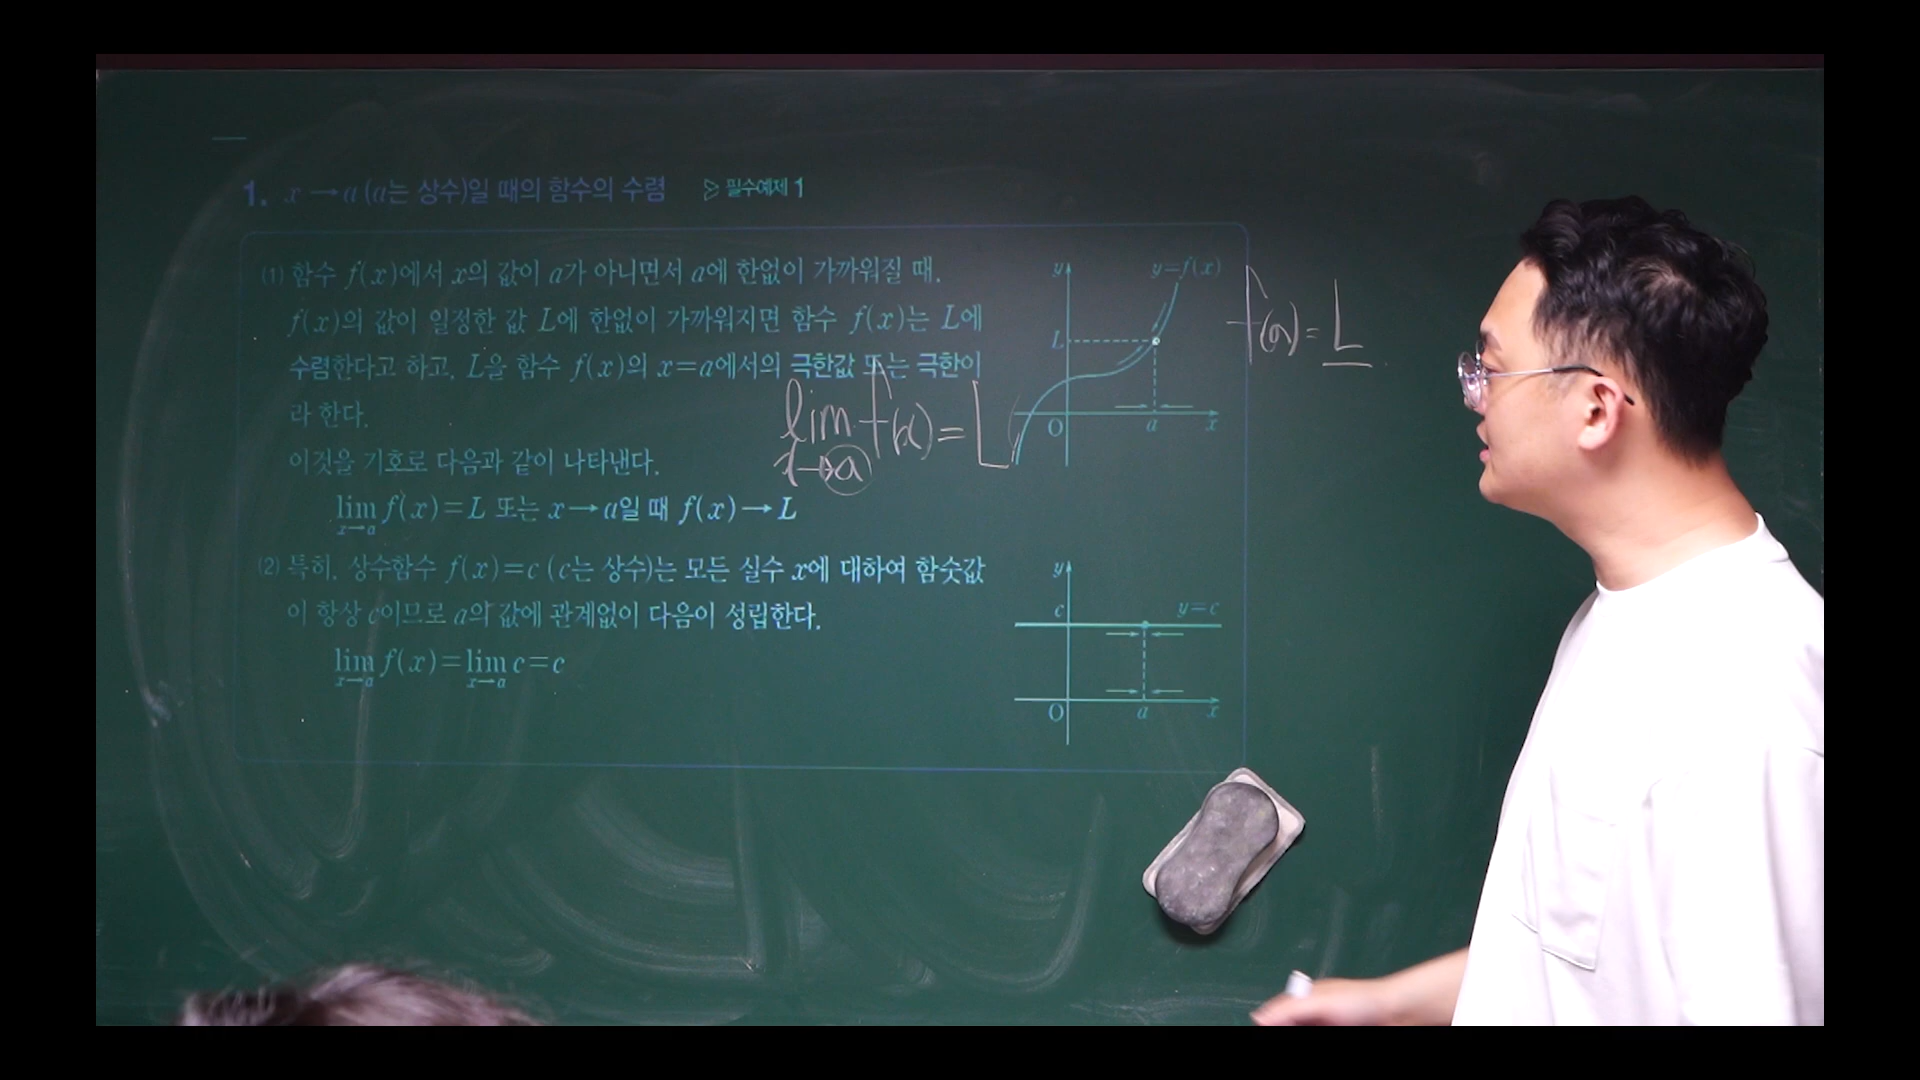 1. x→a (a는 상수)일 때의 함수의 수렴 ▷ 필수예제 1
(1) 함수 f(x)에서 x의 값이 a가 아니면서 a에 한없이 가까워질 때,
f(x)의 값이 일정한 값 L에 한없이 가까워지면 함수 f(x)는 L에
수렴한다고 하고, L을 함수 f(x)의 x=a에서의 극한값 또는 극한이
라 한다.
이것을 기호로 다음과 같이 나타낸다.
lim x→a f(x)=L 또는 x→a일 때 f(x)→L
lim x→a f(x)=L
y
y=f(x)
L
O
a
x
f(a)=L
(2) 특히, 상수함수 f(x)=c (c는 상수)는 모든 실수 x에 대하여 함숫값
이 항상 c이므로 a의 값에 관계없이 다음이 성립한다.
lim x→a f(x)=lim x→a c=c
y
c
y=c
O
a
x